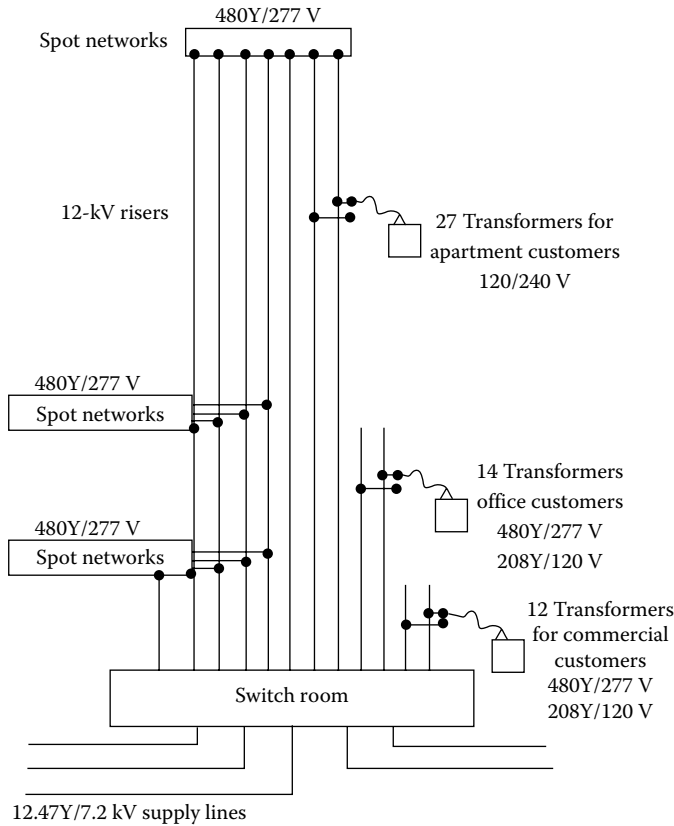 480Y/277 V
Spot networks
12-kV risers
27 Transformers for
apartment customers
120/240 V
480Y/277 V
Spot networks
14 Transformers
office customers
480Y/277 V
208Y/120 V
480Y/277 V
Spot networks
12 Transformers
for commercial
customers
480Y/277 V
208Y/120 V
Switch room
12.47Y/7.2 kV supply lines